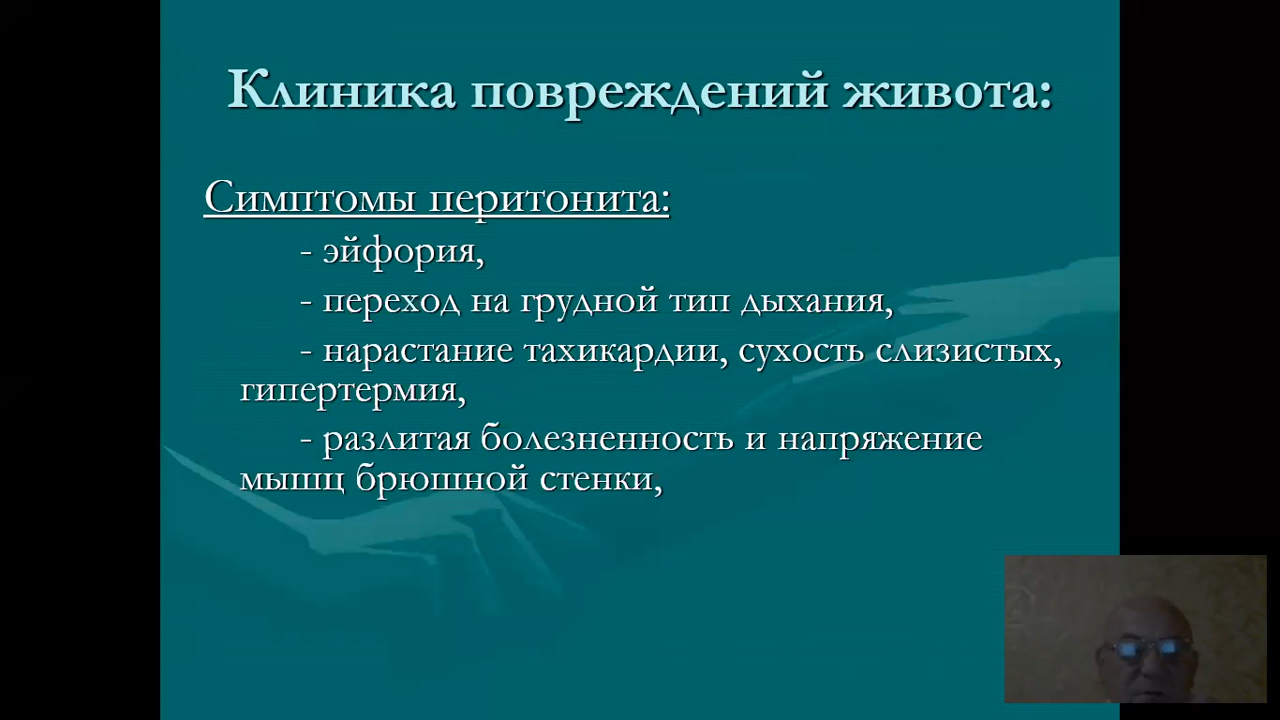 Клиника повреждений живота:
Симптомы перитонита:
- эйфория,
- переход на грудной тип дыхания,
- нарастание тахикардии, сухость слизистых,
гипертермия,
- разлитая болезненность и напряжение
мышц брюшной стенки,